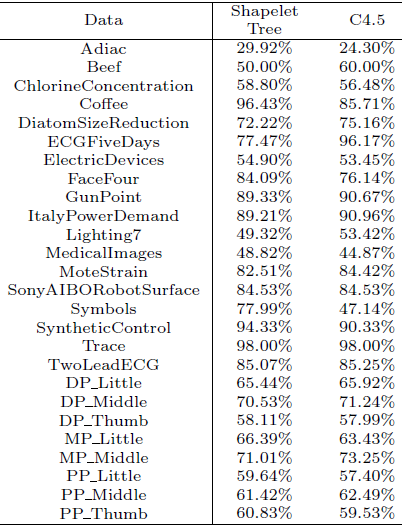 Data Shapelet Tree C4.5
Adiac 29.92% 24.30%
Beef 50.00% 60.00%
ChlorineConcentration 58.80% 56.48%
Coffee 96.43% 85.71%
DiatomSizeReduction 72.22% 75.16%
ECGFiveDays 77.47% 96.17%
ElectricDevices 54.90% 53.45%
FaceFour 84.09% 76.14%
GunPoint 89.33% 90.67%
ItalyPowerDemand 89.21% 90.96%
Lighting7 49.32% 53.42%
MedicalImages 48.82% 44.87%
MoteStrain 82.51% 84.42%
SonyAIBORobotSurface 84.53% 84.53%
Symbols 77.99% 47.14%
SyntheticControl 94.33% 90.33%
Trace 98.00% 98.00%
TwoLeadECG 85.07% 85.25%
DP_Little 65.44% 65.92%
DP_Middle 70.53% 71.24%
DP_Thumb 58.11% 57.99%
MP_Little 66.39% 63.43%
MP_Middle 71.01% 73.25%
PP_Little 59.64% 57.40%
PP_Middle 61.42% 62.49%
PP_Thumb 60.83% 59.53%